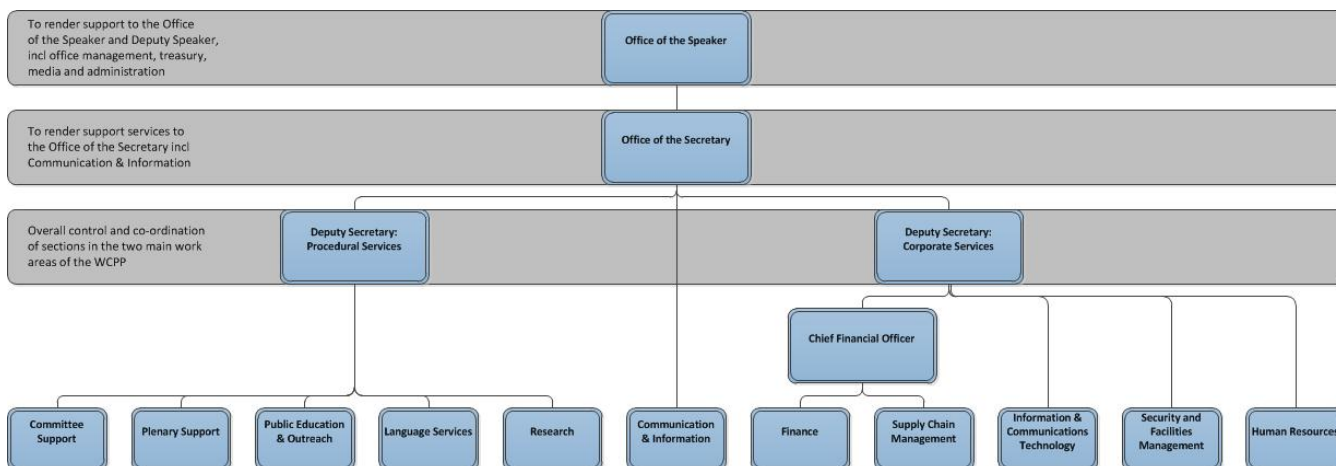 To render support to the Office
of the Speaker and Deputy Speaker,
incl office management, treasury,
media and administration
Office of the Speaker
To render support services to
the Office of the Secretary incl
Communication & Information
Office of the Secretary
Overall control and co-ordination
of sections in the two main work
areas of the WCPP
Deputy Secretary:
Procedural Services
Deputy Secretary:
Corporate Services
Chief Financial Officer
Committee
Support
Plenary Support
Public Education
& Outreach
Language Services
Research
Communication
& Information
Finance
Supply Chain
Management
Information &
Communications
Technology
Security and
Facilities
Management
Human Resources